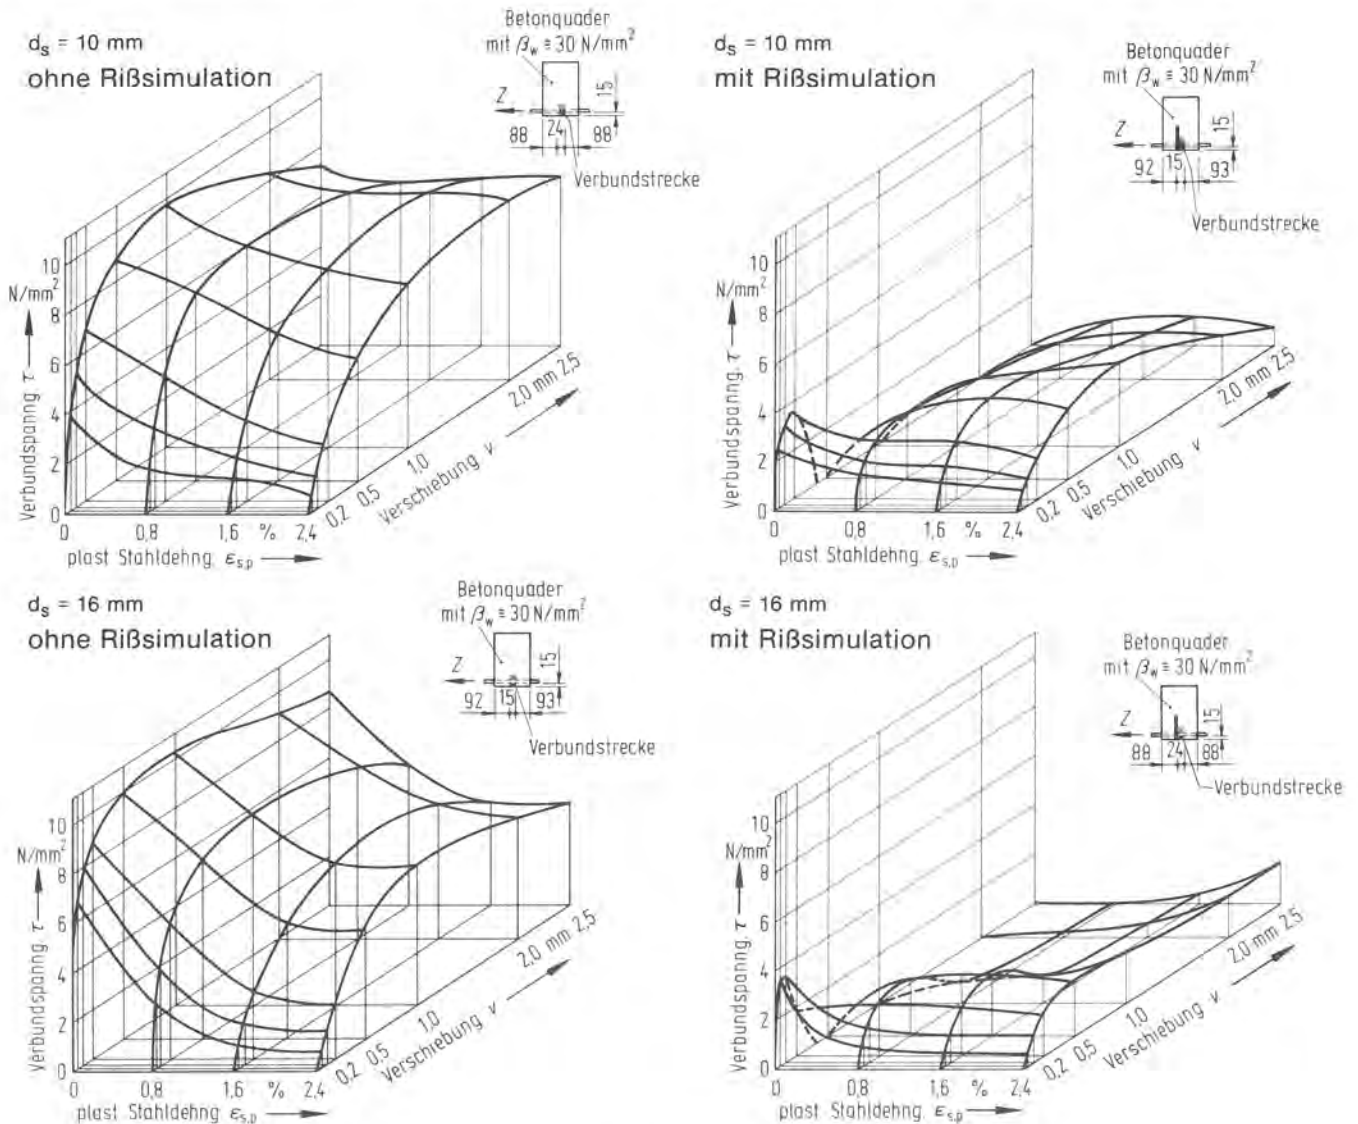 d_s = 10 mm
ohne Rißsimulation
Betonquader
mit β_w ≅ 30 N/mm²
Z
15
88 24 88
Verbundstrecke
10
N/mm²
8
6
4
2
0
Verbundspanng. τ
0 0,8 1,6 % 2,4
plast Stahldehng. ε_s,p
0,2 0,5 1,0 2,0 mm 2,5
Verschiebung v
d_s = 10 mm
mit Rißsimulation
Betonquader
mit β_w ≅ 30 N/mm²
Z
15
92 15 93
Verbundstrecke
10
N/mm²
8
6
4
2
0
Verbundspanng. τ
0 0,8 1,6 % 2,4
plast Stahldehng. ε_s,p
0,2 0,5 1,0 2,0 mm 2,5
Verschiebung v
d_s = 16 mm
ohne Rißsimulation
Betonquader
mit β_w ≅ 30 N/mm²
Z
15
92 15 93
Verbundstrecke
10
N/mm²
8
6
4
2
0
Verbundspanng. τ
0 0,8 1,6 % 2,4
plast Stahldehng. ε_s,p
0,2 0,5 1,0 2,0 mm 2,5
Verschiebung v
d_s = 16 mm
mit Rißsimulation
Betonquader
mit β_w ≅ 30 N/mm²
Z
15
88 24 88
Verbundstrecke
10
N/mm²
8
6
4
2
0
Verbundspanng. τ
0 0,8 1,6 % 2,4
plast Stahldehng. ε_s,p
0,2 0,5 1,0 2,0 mm 2,5
Verschiebung v